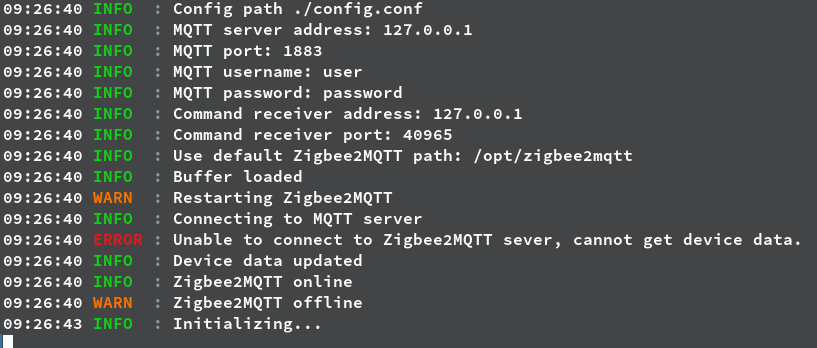 09:26:40 INFO : Config path ./config.conf
09:26:40 INFO : MQTT server address: 127.0.0.1
09:26:40 INFO : MQTT port: 1883
09:26:40 INFO : MQTT username: user
09:26:40 INFO : MQTT password: password
09:26:40 INFO : Command receiver address: 127.0.0.1
09:26:40 INFO : Command receiver port: 40965
09:26:40 INFO : Use default Zigbee2MQTT path: /opt/zigbee2mqtt
09:26:40 INFO : Buffer loaded
09:26:40 WARN : Restarting Zigbee2MQTT
09:26:40 INFO : Connecting to MQTT server
09:26:40 ERROR : Unable to connect to Zigbee2MQTT sever, cannot get device data.
09:26:40 INFO : Device data updated
09:26:40 INFO : Zigbee2MQTT online
09:26:40 WARN : Zigbee2MQTT offline
09:26:43 INFO : Initializing...